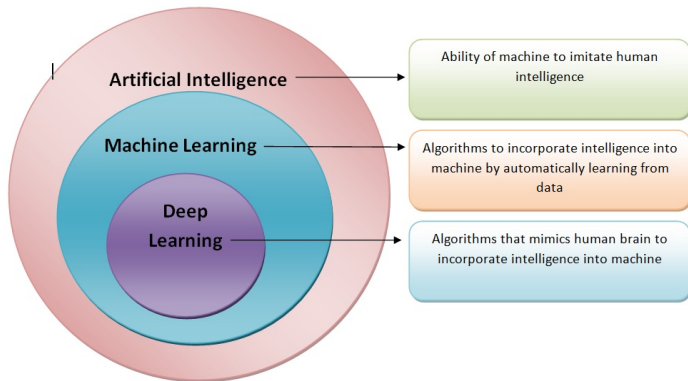 Artificial Intelligence
Ability of machine to imitate human
intelligence
Machine Learning
Algorithms to incorporate intelligence into
machine by automatically learning from
data
Deep
Learning
Algorithms that mimics human brain to
incorporate intelligence into machine